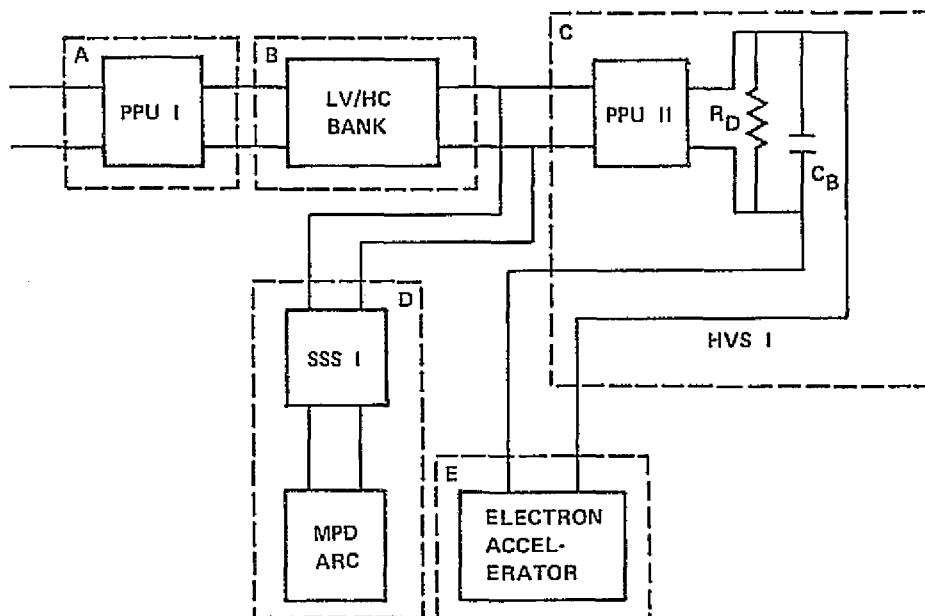 A
PPU I
B
LV/HC
BANK
C
PPU II
R_D
C_B
HVS I
D
SSS I
MPD
ARC
E
ELECTRON
ACCEL-
ERATOR